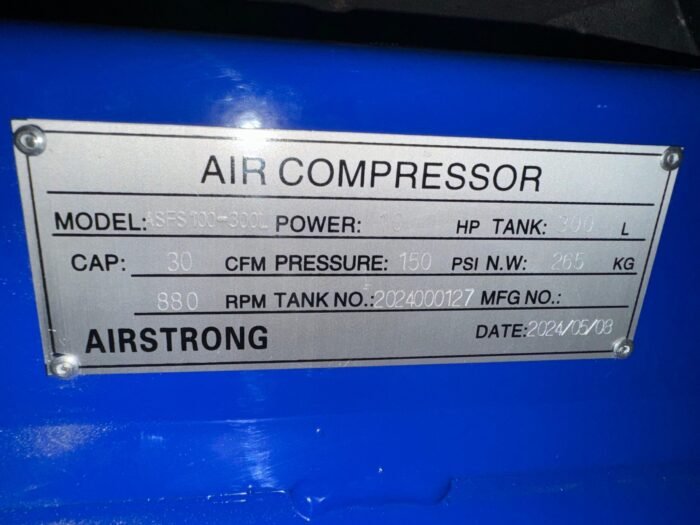 AIR COMPRESSOR
MODEL: ASFS100-300L POWER: 10 HP TANK: 300 L
CAP: 30 CFM PRESSURE: 150 PSI N.W: 265 KG
880 RPM TANK NO.:2024000127 MFG NO.:
AIRSTRONG DATE:2024/05/08